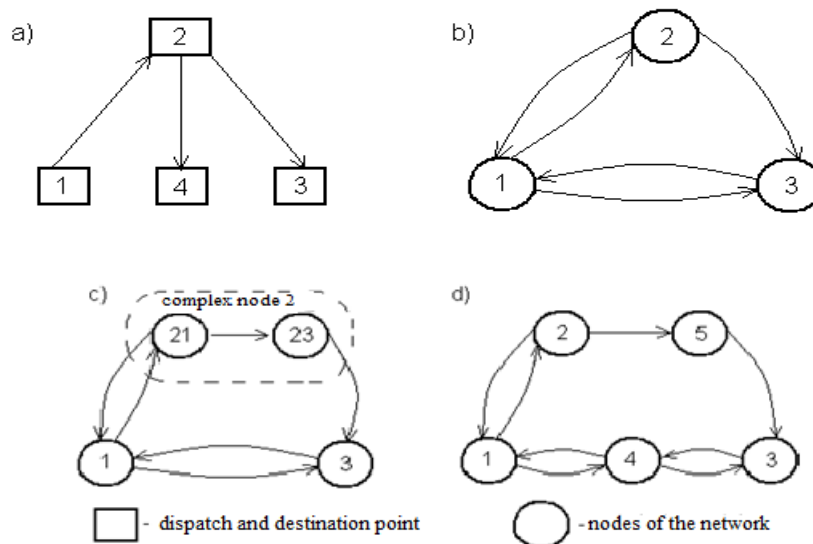 a)
2
1
4
3
b)
2
1
3
c)
complex node 2
21
23
1
3
d)
2
5
1
4
3
- dispatch and destination point
- nodes of the network